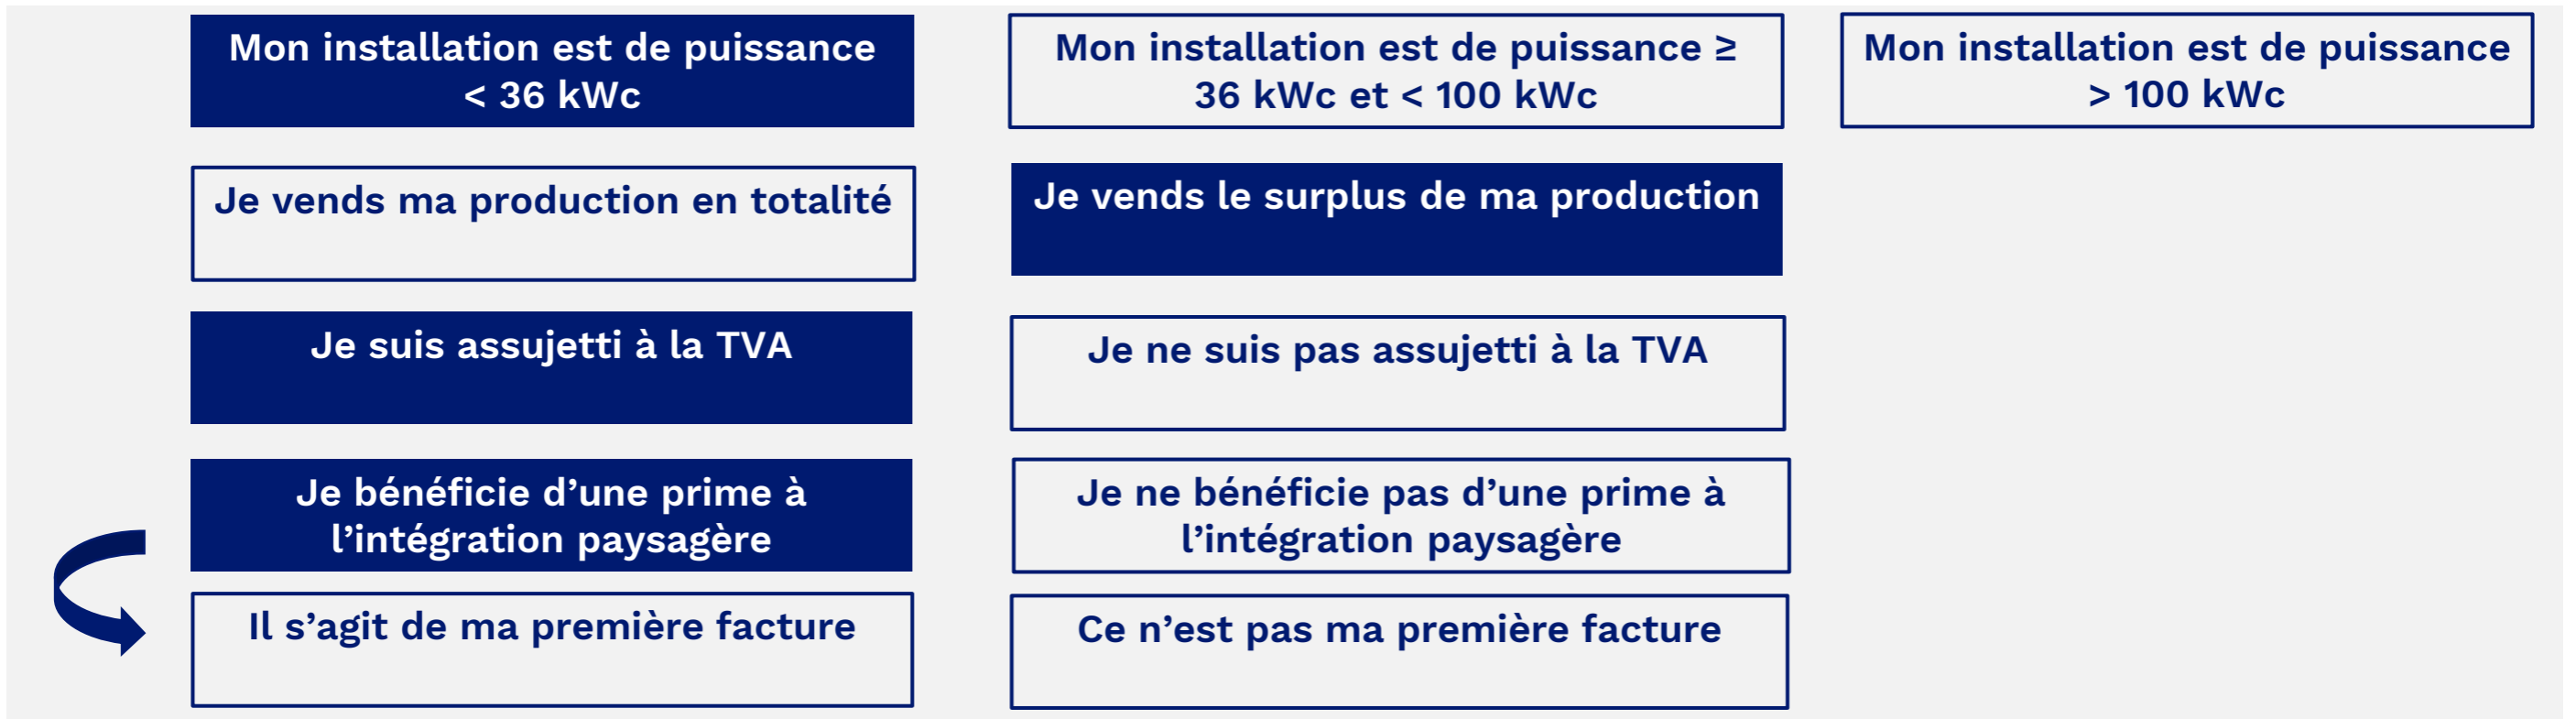 Mon installation est de puissance
< 36 kWc
Mon installation est de puissance ≥
36 kWc et < 100 kWc
Mon installation est de puissance
> 100 kWc
Je vends ma production en totalité
Je vends le surplus de ma production
Je suis assujetti à la TVA
Je ne suis pas assujetti à la TVA
Je bénéficie d’une prime à
l’intégration paysagère
Je ne bénéficie pas d’une prime à
l’intégration paysagère
Il s’agit de ma première facture
Ce n’est pas ma première facture